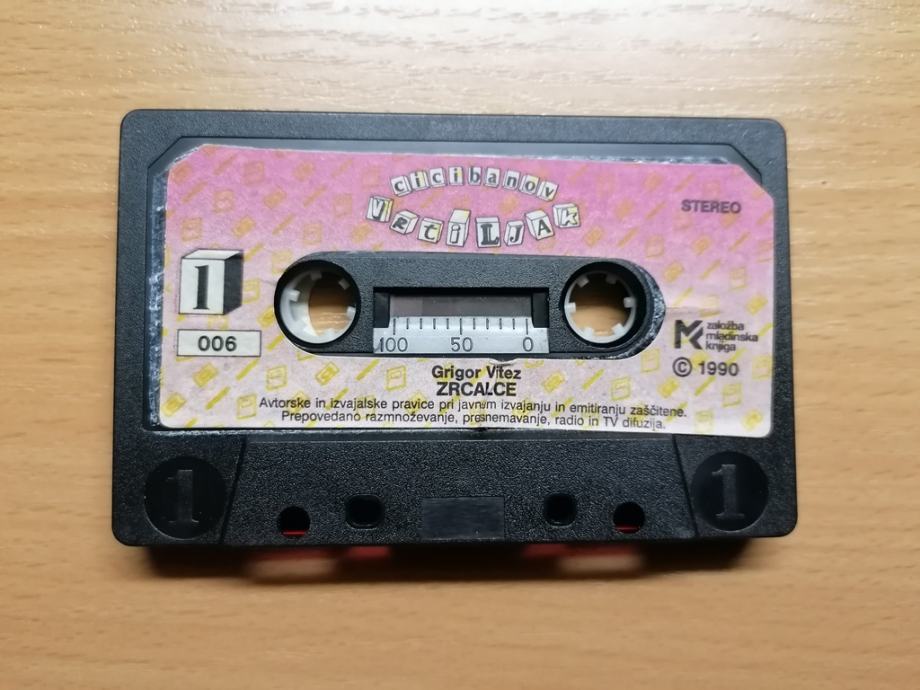 cicibanov
VRTILJAK
STEREO
1
006
100 50 0
založba
mladinska
knjiga
© 1990
Grigor Vitez
ZRCALCE
Avtorske in izvajalske pravice pri javnem izvajanju in emitiranju zaščitene.
Prepovedano razmnoževanje, presnemavanje, radio in TV difuzija.
1 1